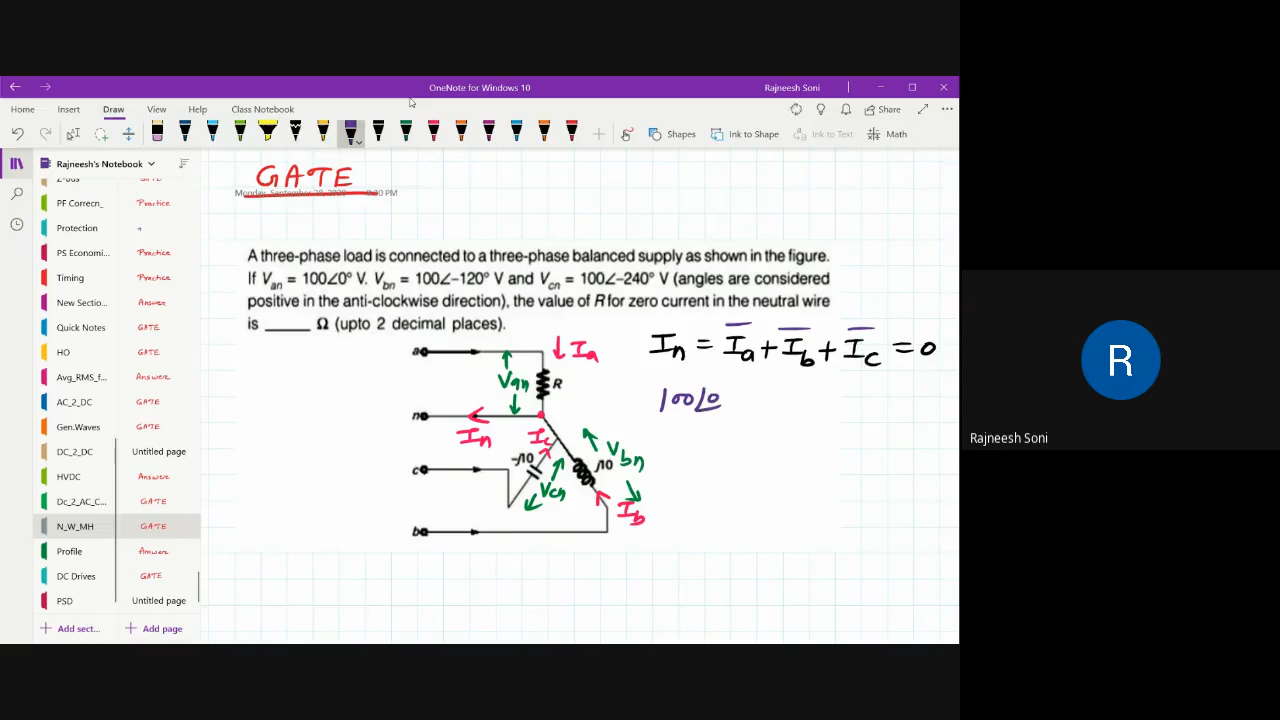 OneNote for Windows 10
Rajneesh Soni
Home Insert Draw View Help Class Notebook
Share
Shapes Ink to Shape Ink to Text Math
Rajneesh's Notebook
Z-Bus GATE
PF Correcn_ Practice
Protection
PS Economi... Practice
Timing Practice
New Sectio... Answer
Quick Notes GATE
HO GATE
Avg_RMS_f... Answer
AC_2_DC GATE
Gen.Waves GATE
DC_2_DC Untitled page
HVDC Answer
Dc_2_AC_C... GATE
N_W_MH GATE
Profile Answer
DC Drives GATE
PSD Untitled page
Add sect... Add page
GATE
A three-phase load is connected to a three-phase balanced supply as shown in the figure.
If Van = 100∠0° V. Vbn = 100∠–120° V and Vcn = 100∠–240° V (angles are considered
positive in the anti-clockwise direction), the value of R for zero current in the neutral wire
is _____ Ω (upto 2 decimal places).
a
Ia
Van
R
n
In
Ic
-j10
j10
Vbn
c
Vcn
Ib
b
In = Ia + Ib + Ic = 0
100∠0
R
Rajneesh Soni